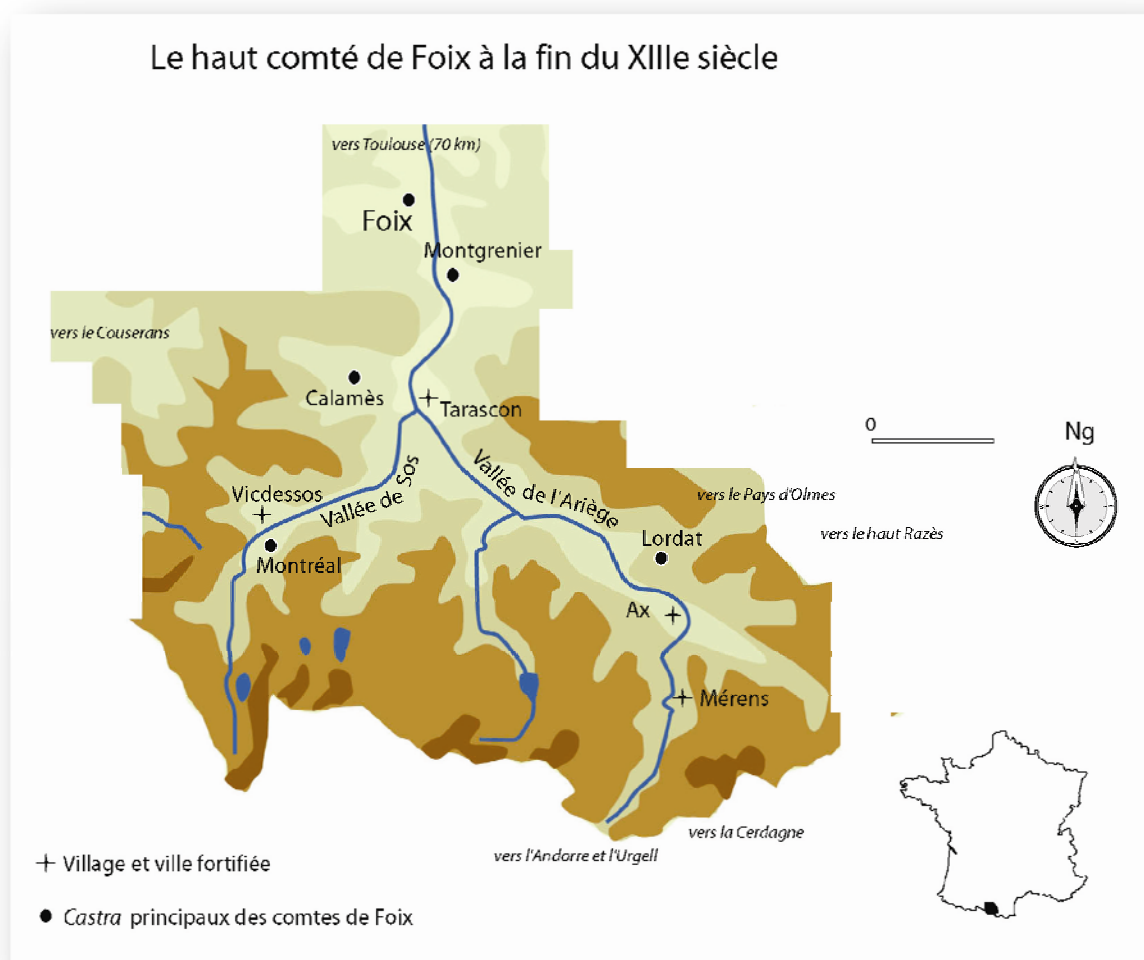 Le haut comté de Foix à la fin du XIIIe siècle
vers Toulouse (70 km)
Foix
Montgrenier
vers le Couserans
Calamès
Tarascon
0
Ng
Vallée de Sos
Vallée de l'Ariège
Vicdessos
vers le Pays d'Olmes
vers le haut Razès
Lordat
Montréal
Ax
Mérens
vers la Cerdagne
vers l'Andorre et l'Urgell
Village et ville fortifiée
Castra principaux des comtes de Foix